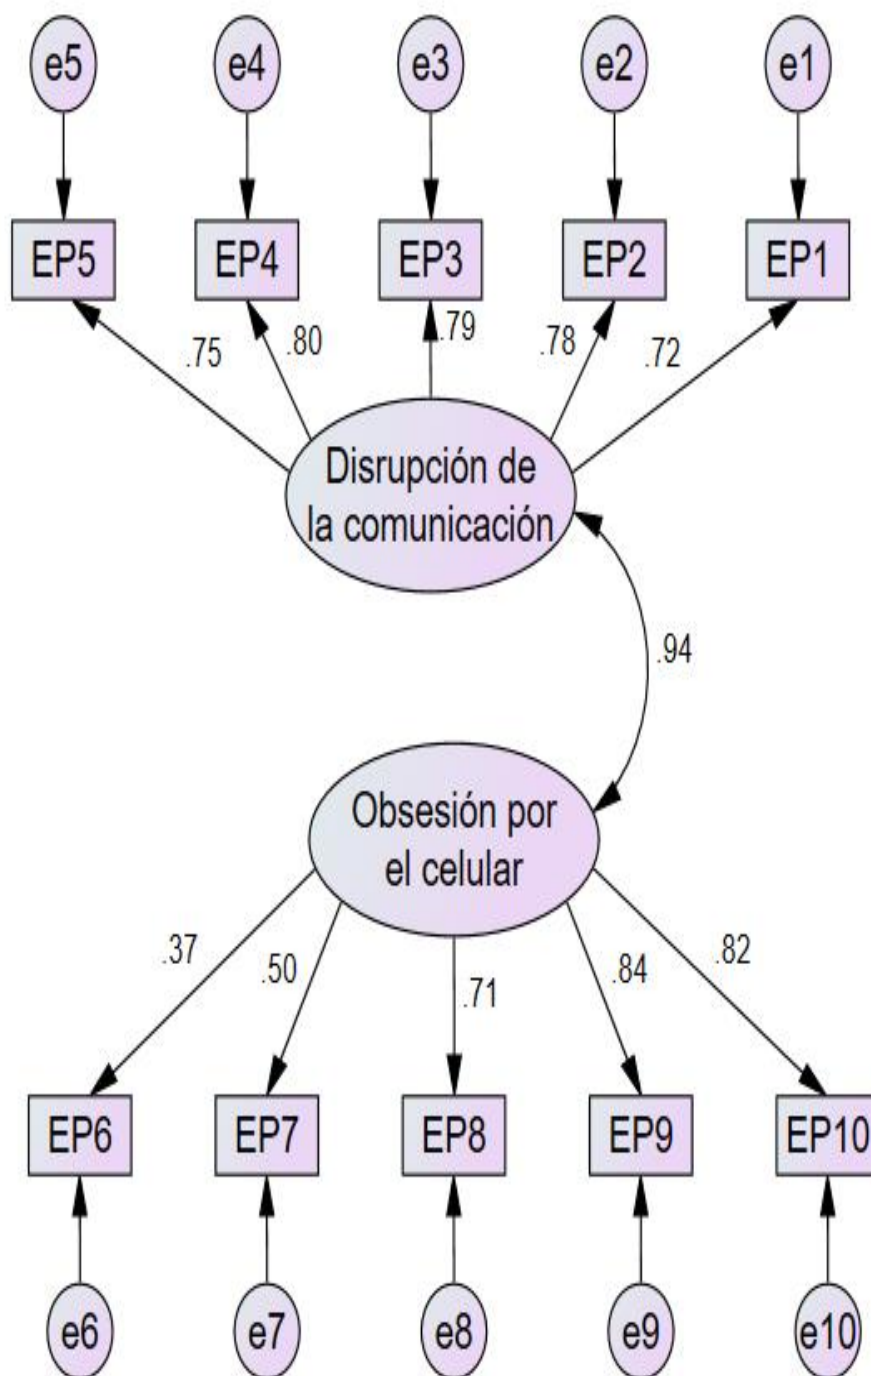 e5 e4 e3 e2 e1
EP5 EP4 EP3 EP2 EP1
.75 .80 .79 .78 .72
Disrupción de
la comunicación
.94
Obsesión por
el celular
.37 .50 .71 .84 .82
EP6 EP7 EP8 EP9 EP10
e6 e7 e8 e9 e10